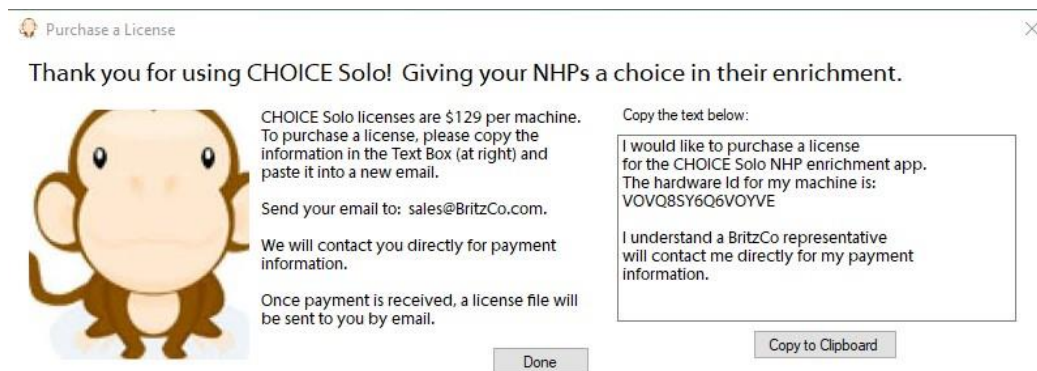 Purchase a License
Thank you for using CHOICE Solo! Giving your NHPs a choice in their enrichment.
CHOICE Solo licenses are $129 per machine.
To purchase a license, please copy the
information in the Text Box (at right) and
paste it into a new email.
Send your email to: sales@BritzCo.com.
We will contact you directly for payment
information.
Once payment is received, a license file will
be sent to you by email.
Done
Copy the text below:
I would like to purchase a license
for the CHOICE Solo NHP enrichment app.
The hardware Id for my machine is:
VOVQ8SY6Q6VOYVE
I understand a BritzCo representative
will contact me directly for my payment
information.
Copy to Clipboard